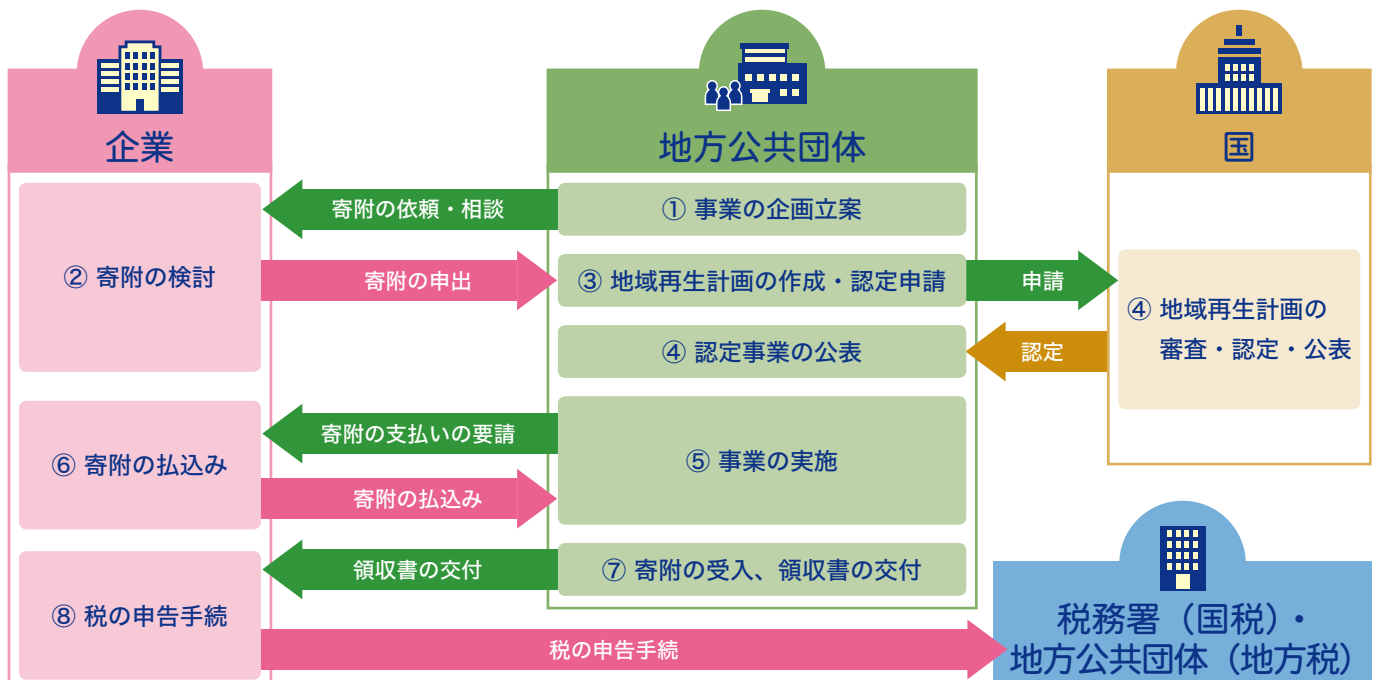 企業
地方公共団体
国
寄附の依頼・相談
① 事業の企画立案
② 寄附の検討
寄附の申出
③ 地域再生計画の作成・認定申請
申請
④ 地域再生計画の
審査・認定・公表
④ 認定事業の公表
認定
寄附の支払いの要請
⑤ 事業の実施
⑥ 寄附の払込み
寄附の払込み
領収書の交付
⑦ 寄附の受入、領収書の交付
⑧ 税の申告手続
税の申告手続
税務署（国税）・
地方公共団体（地方税）